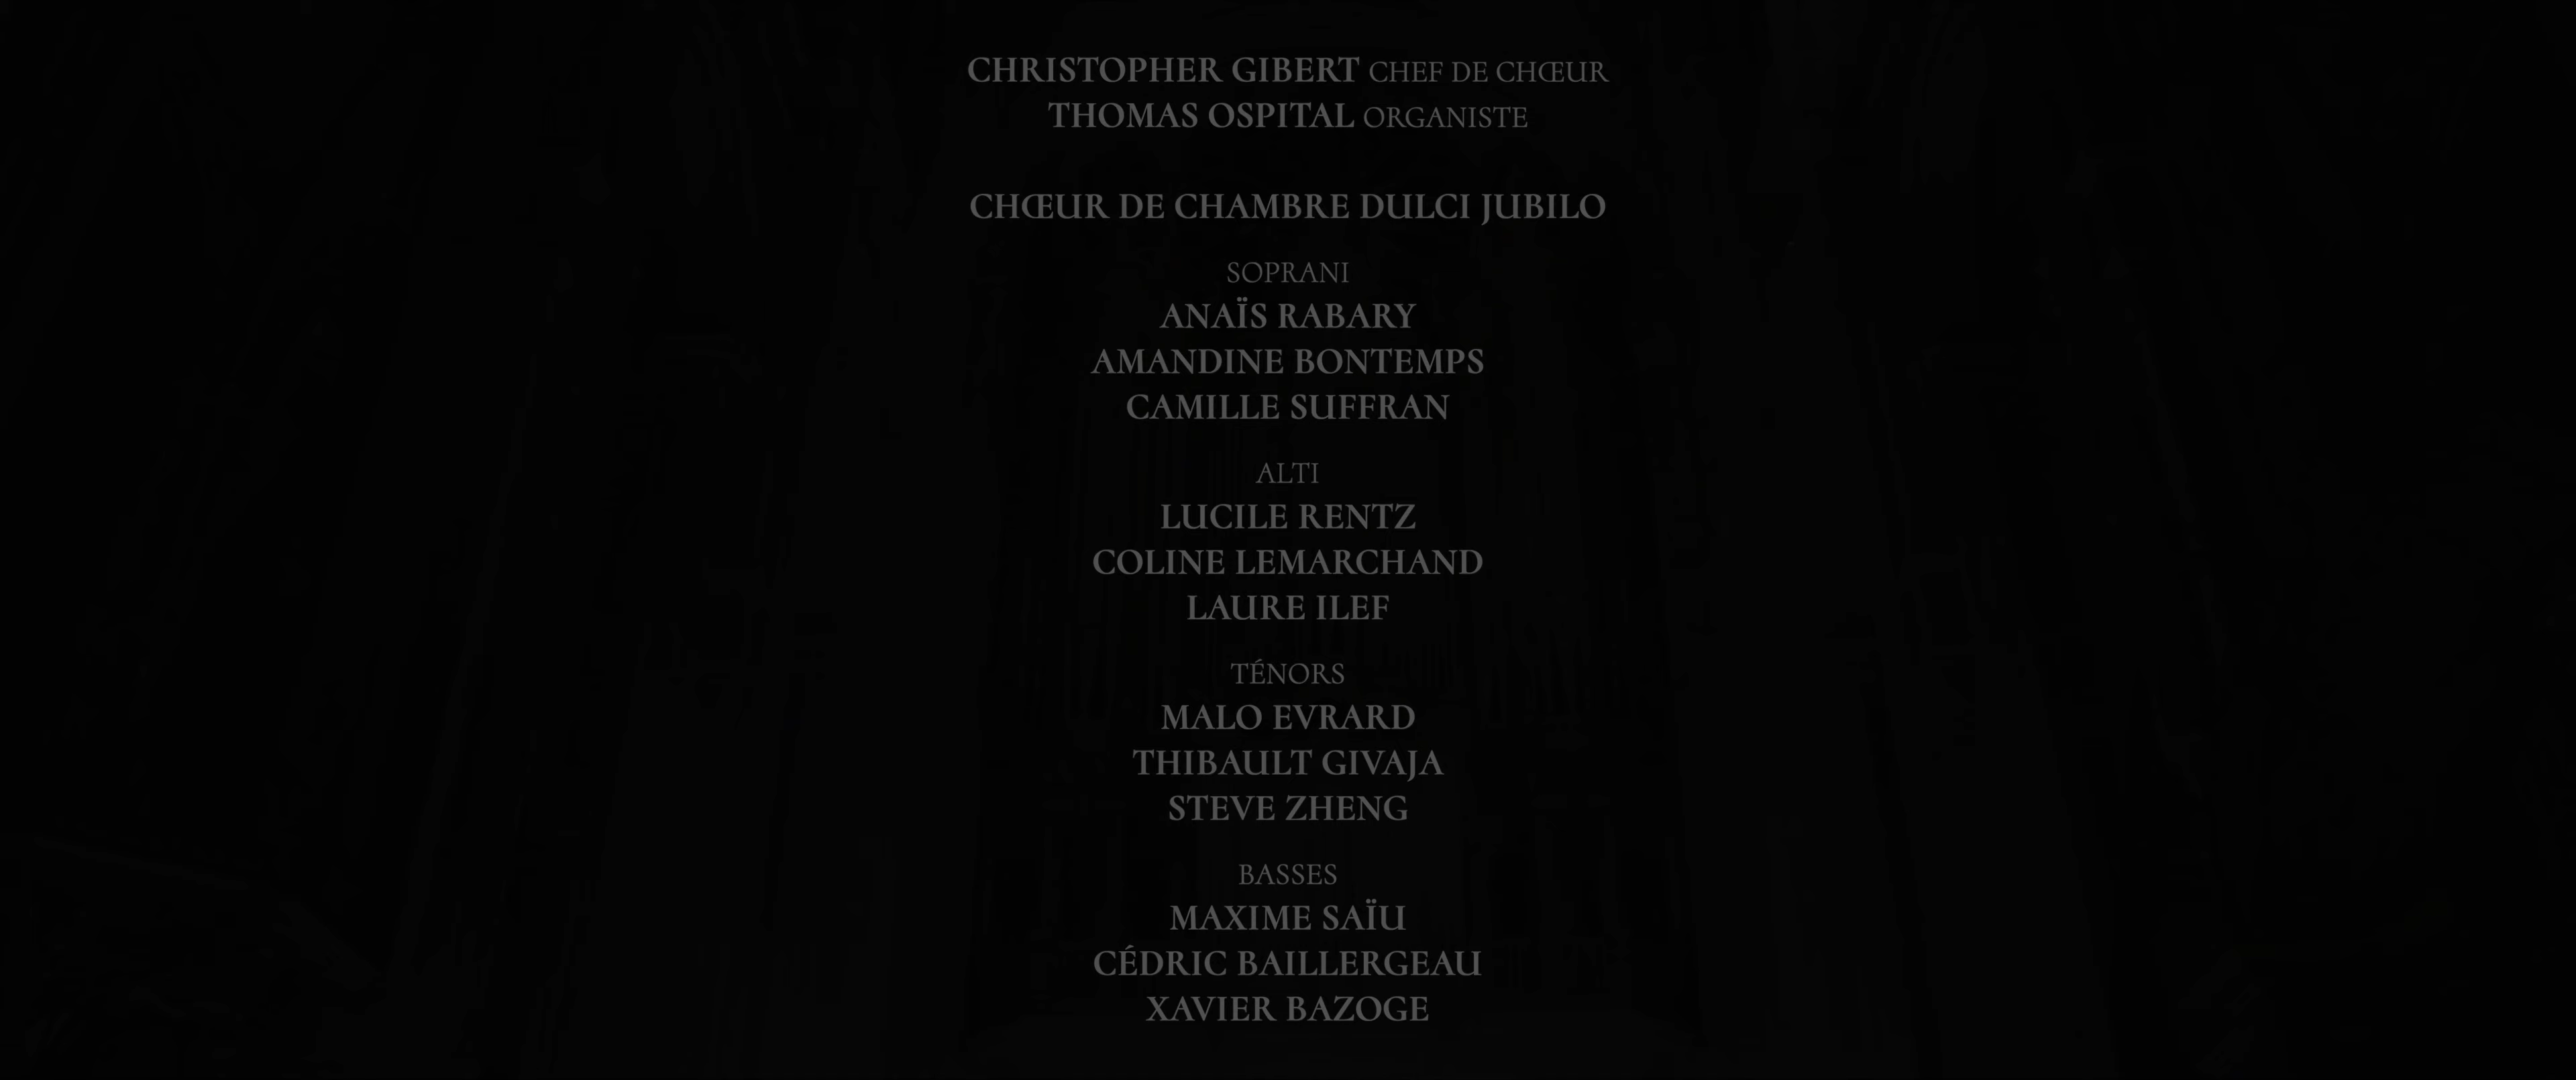 CHRISTOPHER GIBERT CHEF DE CHŒUR
THOMAS OSPITAL ORGANISTE
CHŒUR DE CHAMBRE DULCI JUBILO
SOPRANI
ANAÏS RABARY
AMANDINE BONTEMPS
CAMILLE SUFFRAN
ALTI
LUCILE RENTZ
COLINE LEMARCHAND
LAURE ILEF
TÉNORS
MALO EVRARD
THIBAULT GIVAJA
STEVE ZHENG
BASSES
MAXIME SAÏU
CÉDRIC BAILLERGEAU
XAVIER BAZOGE